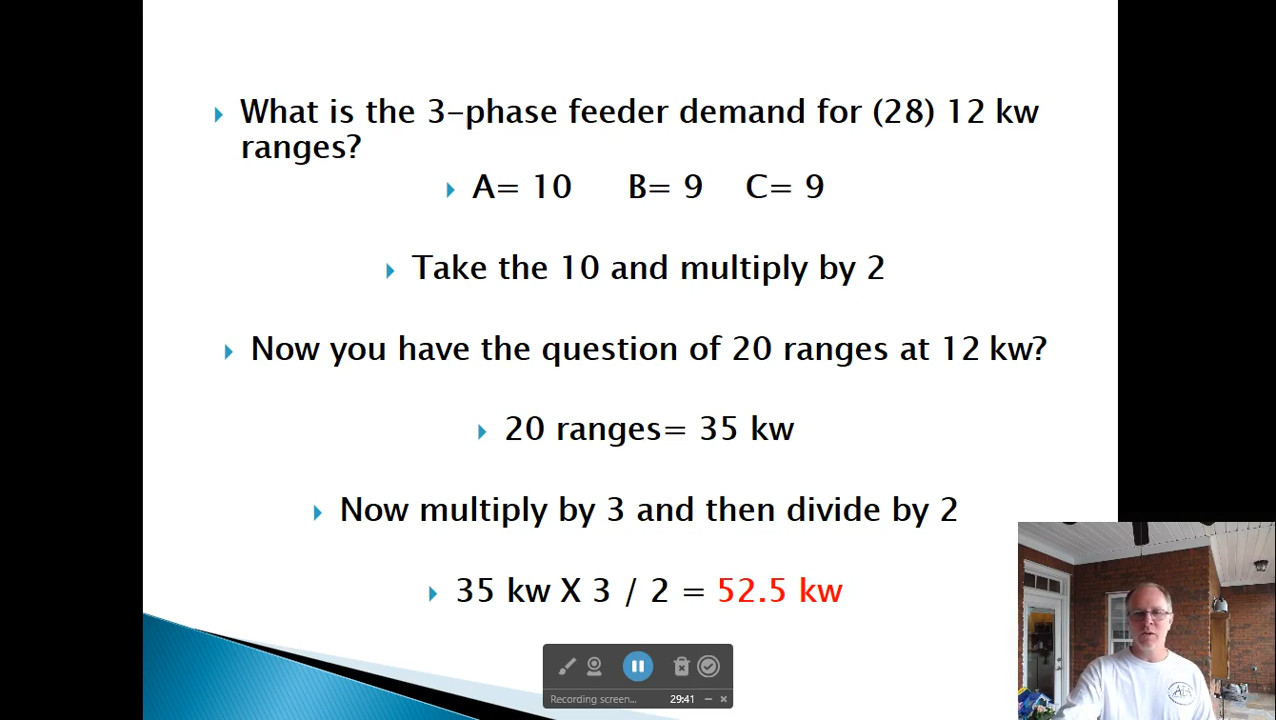 What is the 3-phase feeder demand for (28) 12 kw
ranges?
A= 10 B= 9 C= 9
Take the 10 and multiply by 2
Now you have the question of 20 ranges at 12 kw?
20 ranges= 35 kw
Now multiply by 3 and then divide by 2
35 kw X 3 / 2 = 52.5 kw
Recording screen... 29:41